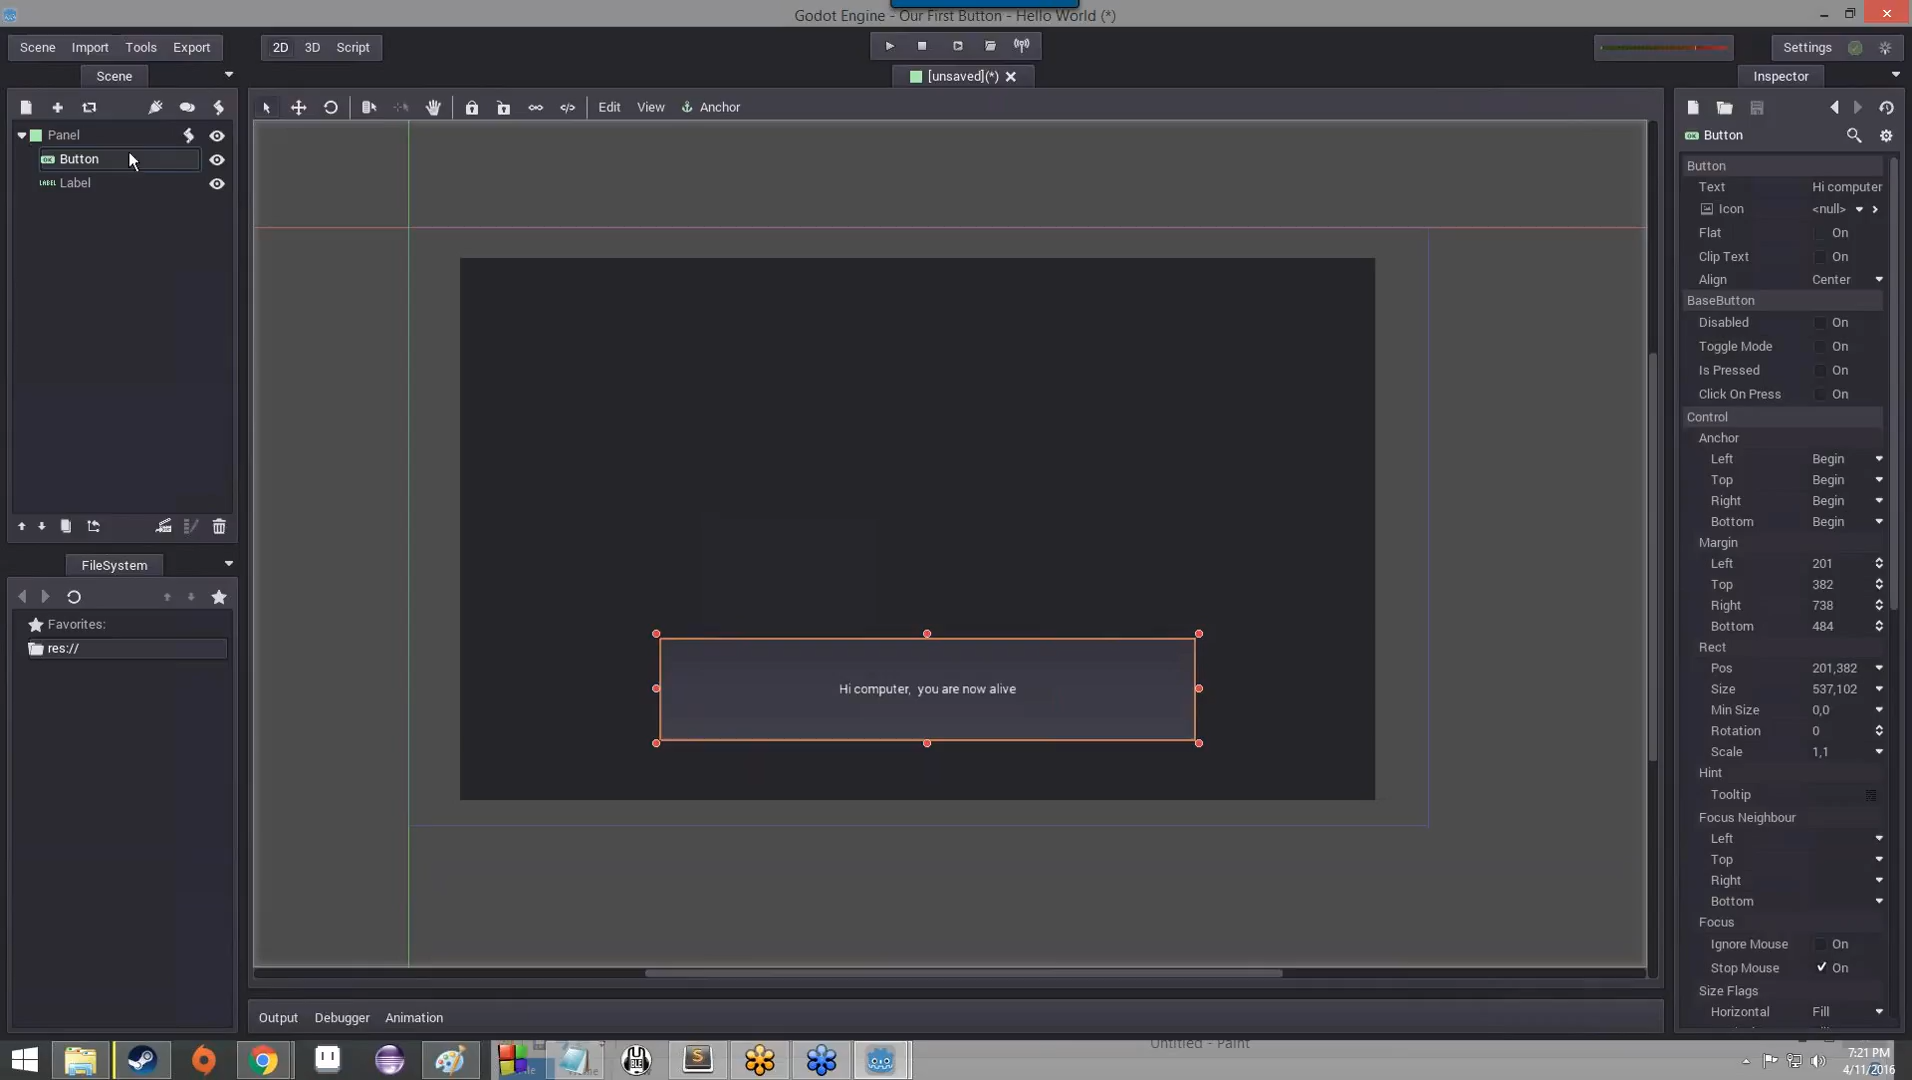 Godot Engine - Our First Button - Hello World (*)
Scene Import Tools Export 2D 3D Script Settings
Scene [unsaved](*) Inspector
Edit View Anchor
Panel
Button
LABEL Label
Button
Button
Text Hi computer
Icon <null>
Flat On
Clip Text On
Align Center
BaseButton
Disabled On
Toggle Mode On
Is Pressed On
Click On Press On
Control
Anchor
Left Begin
Top Begin
Right Begin
Bottom Begin
Margin
Left 201
Top 382
Right 738
Bottom 484
Rect
Pos 201,382
Size 537,102
Min Size 0,0
Rotation 0
Scale 1,1
Hint
Tooltip
Focus Neighbour
Left
Top
Right
Bottom
Focus
Ignore Mouse On
Stop Mouse On
Size Flags
Horizontal Fill
Hi computer, you are now alive
FileSystem
Favorites:
res://
Output Debugger Animation
Untitled - Paint
7:21 PM
4/11/2016